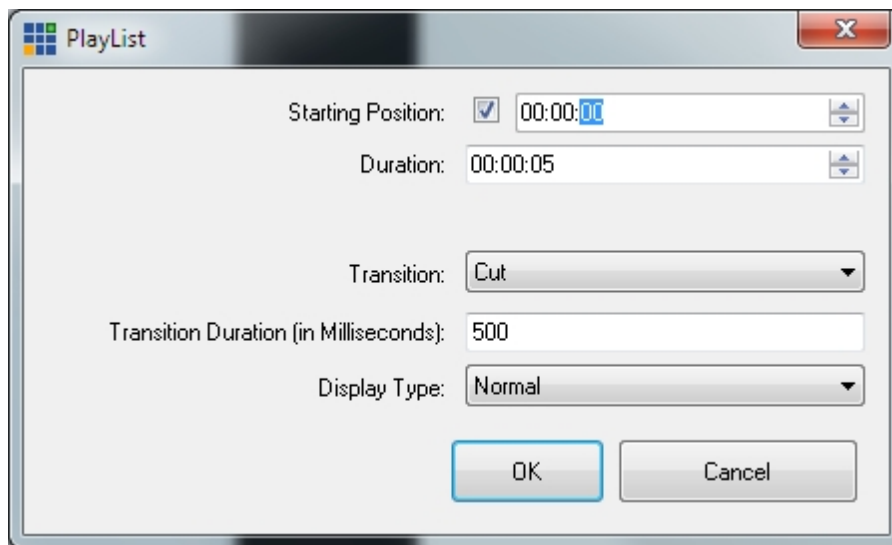 PlayList
Starting Position: 00:00:00
Duration: 00:00:05
Transition: Cut
Transition Duration (in Milliseconds): 500
Display Type: Normal
OK Cancel